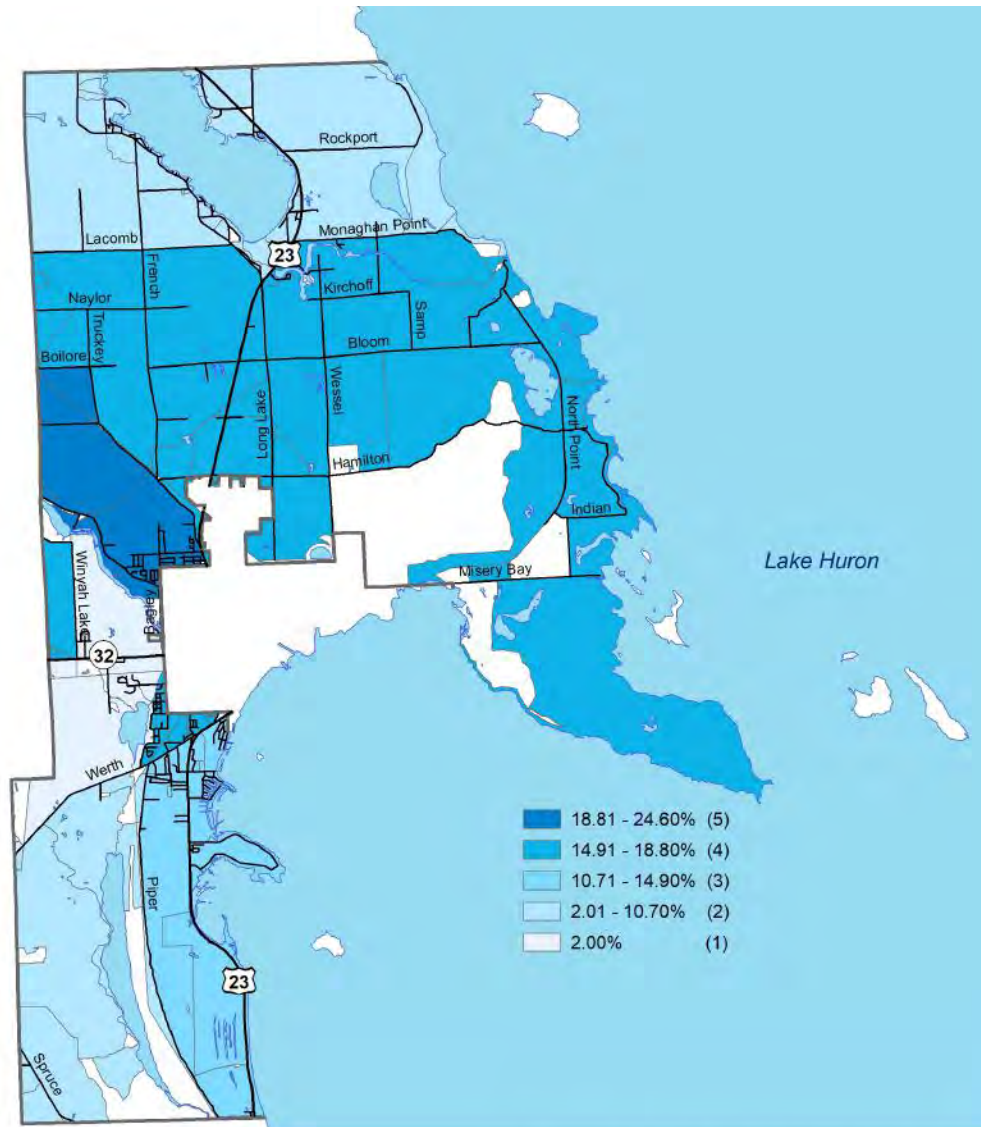 Rockport
Monaghan Point
Lacomb
23
French
Kirchoff
Naylor
Samp
Truckey
Bloom
Boilore
Wessel
Long Lake
North Point
Hamilton
Indian
Lake Huron
Misery Bay
Winyah Lake
Bagley
32
Werth
18.81 - 24.60% (5)
14.91 - 18.80% (4)
10.71 - 14.90% (3)
2.01 - 10.70% (2)
2.00% (1)
Piper
23
Spruce